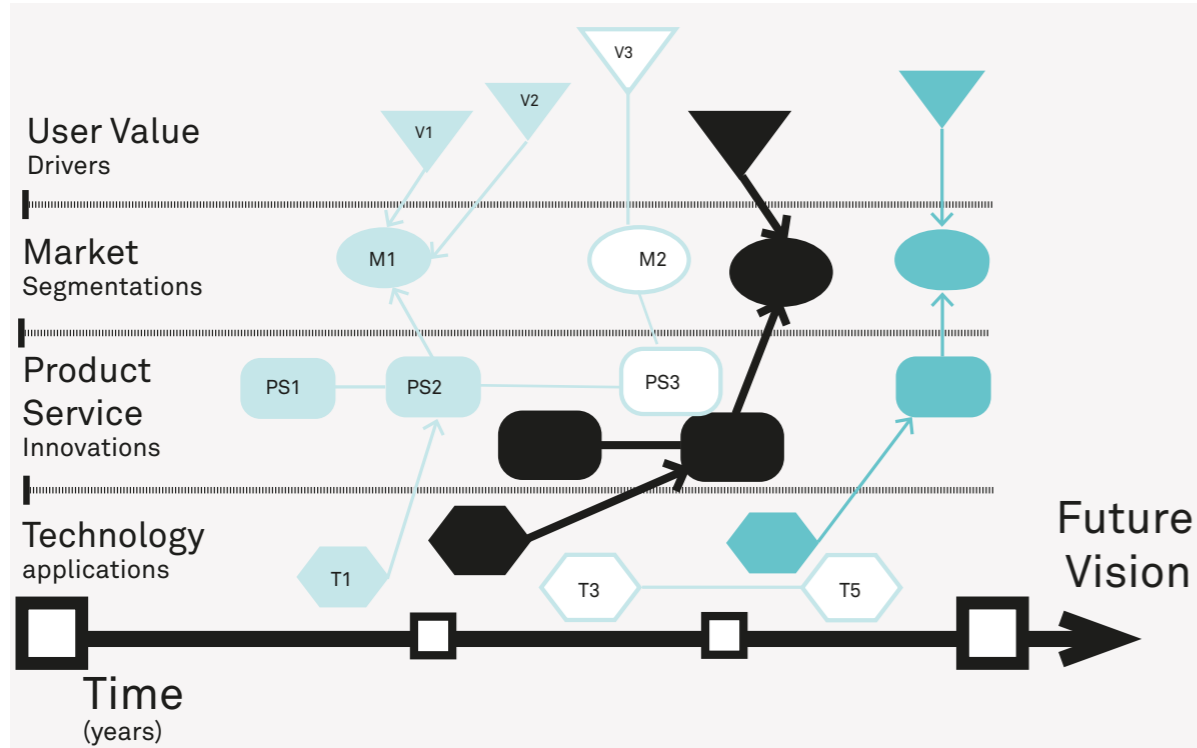 V3
V2
V1
User Value
Drivers
Market
Segmentations
M1
M2
Product
Service
Innovations
PS1
PS2
PS3
Technology
applications
T1
T3
T5
Future
Vision
Time
(years)